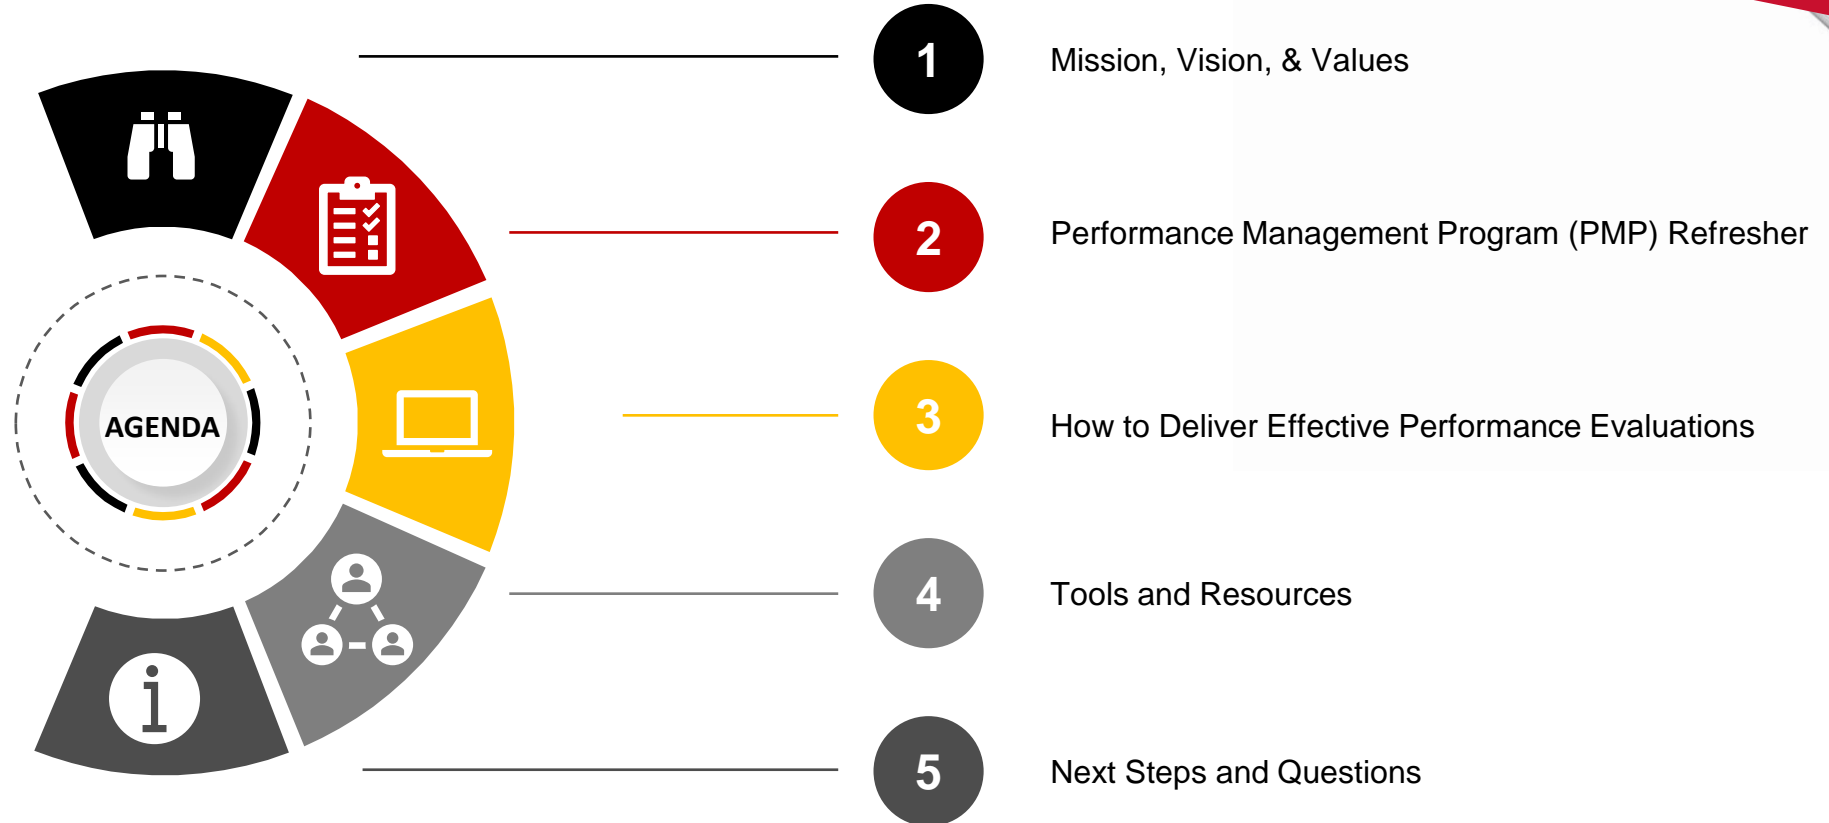 AGENDA
1
Mission, Vision, & Values
2
Performance Management Program (PMP) Refresher
3
How to Deliver Effective Performance Evaluations
4
Tools and Resources
5
Next Steps and Questions